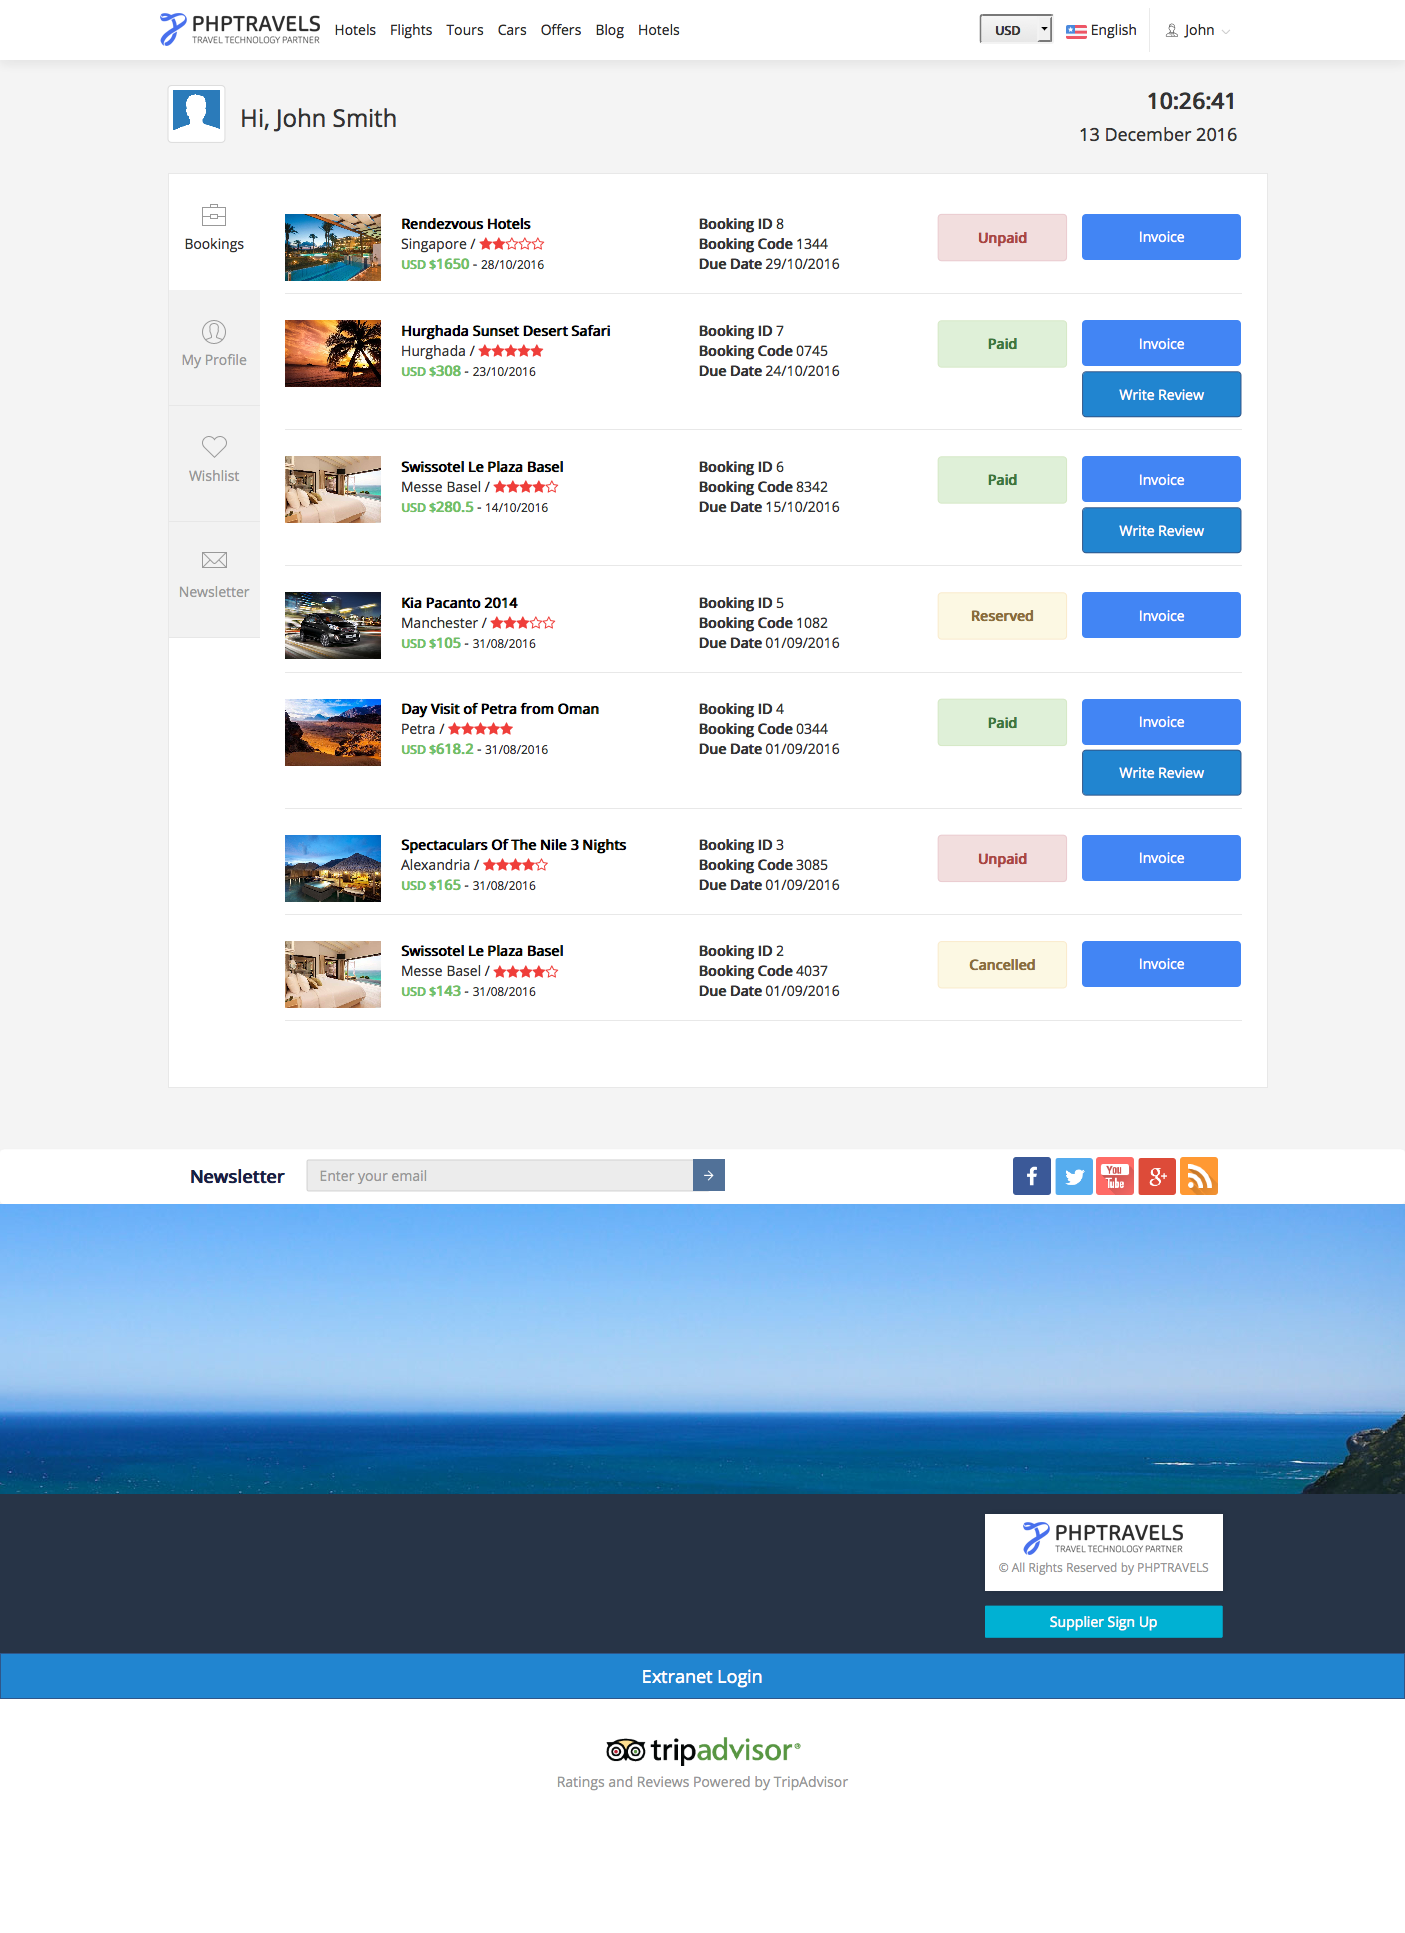 PHPTRAVELS
TRAVEL TECHNOLOGY PARTNER
Hotels Flights Tours Cars Offers Blog Hotels
USD
English
John
Hi, John Smith
10:26:41
13 December 2016
Bookings
My Profile
Wishlist
Newsletter
Rendezvous Hotels
Singapore /
USD $1650 - 28/10/2016
Booking ID 8
Booking Code 1344
Due Date 29/10/2016
Unpaid
Invoice
Hurghada Sunset Desert Safari
Hurghada /
USD $308 - 23/10/2016
Booking ID 7
Booking Code 0745
Due Date 24/10/2016
Paid
Invoice
Write Review
Swissotel Le Plaza Basel
Messe Basel /
USD $280.5 - 14/10/2016
Booking ID 6
Booking Code 8342
Due Date 15/10/2016
Paid
Invoice
Write Review
Kia Pacanto 2014
Manchester /
USD $105 - 31/08/2016
Booking ID 5
Booking Code 1082
Due Date 01/09/2016
Reserved
Invoice
Day Visit of Petra from Oman
Petra /
USD $618.2 - 31/08/2016
Booking ID 4
Booking Code 0344
Due Date 01/09/2016
Paid
Invoice
Write Review
Spectaculars Of The Nile 3 Nights
Alexandria /
USD $165 - 31/08/2016
Booking ID 3
Booking Code 3085
Due Date 01/09/2016
Unpaid
Invoice
Swissotel Le Plaza Basel
Messe Basel /
USD $143 - 31/08/2016
Booking ID 2
Booking Code 4037
Due Date 01/09/2016
Cancelled
Invoice
Newsletter
Enter your email
You
Tube
g+
PHPTRAVELS
TRAVEL TECHNOLOGY PARTNER
© All Rights Reserved by PHPTRAVELS
Supplier Sign Up
Extranet Login
tripadvisor®
Ratings and Reviews Powered by TripAdvisor